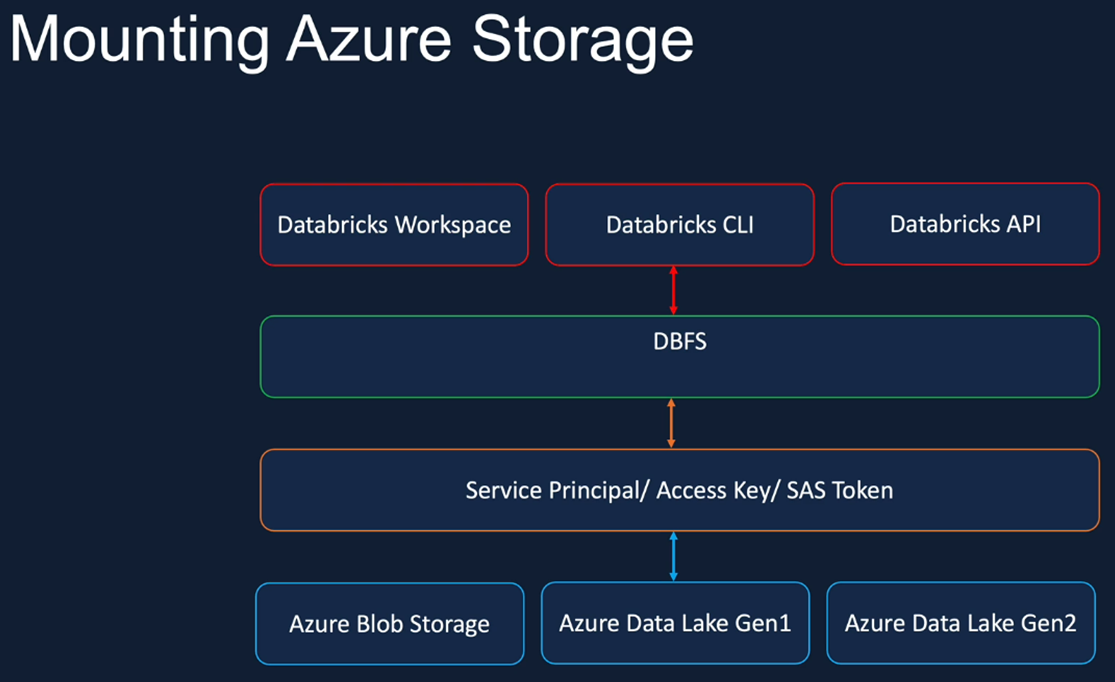 Mounting Azure Storage
Databricks Workspace
Databricks CLI
Databricks API
DBFS
Service Principal/ Access Key/ SAS Token
Azure Blob Storage
Azure Data Lake Gen1
Azure Data Lake Gen2